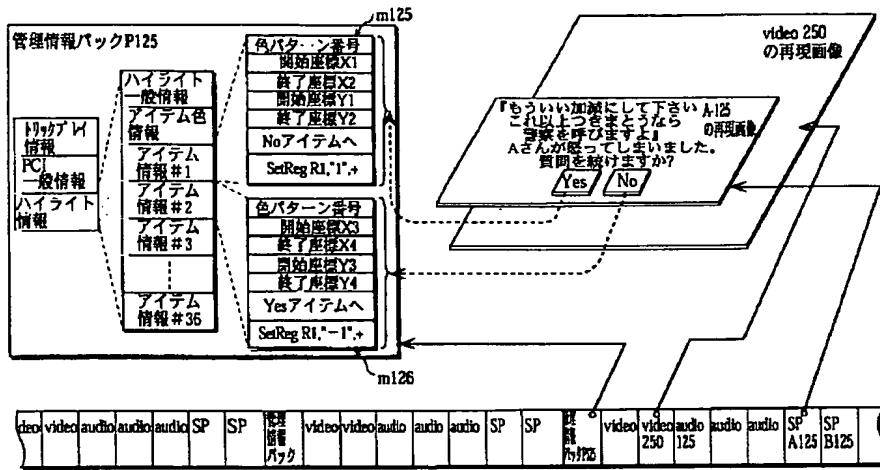 m125
管理情報パックP125
トリックプレイ
情報
PCI
一般情報
ハイライト
情報
ハイライト
一般情報
アイテム色
情報
アイテム
情報#1
アイテム
情報#2
アイテム
情報#3
アイテム
情報#36
色パターン番号
開始座標X1
終了座標X2
開始座標Y1
終了座標Y2
Noアイテムへ
SetReg R1,"1",+
色パターン番号
開始座標X3
終了座標X4
開始座標Y3
終了座標Y4
Yesアイテムへ
SetReg R1,"-1",+
m126
video 250
の再現画像
『もういい加減にして下さい
これ以上つきまとうなら
警察を呼びますよ』
Aさんが怒ってしまいました。
質問を続けますか?
Yes No
A-125
の再現画像
deo video audio audio audio SP SP 管理情報パック video video audio audio audio SP SP 管理情報パックP125 video video 250 audio 125 audio audio SP A125 SP B125